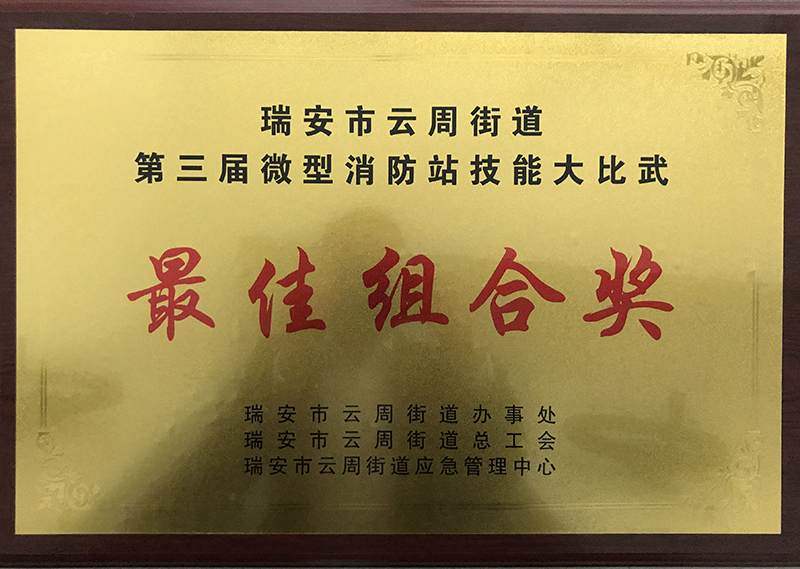 瑞安市云周街道
第三届微型消防站技能大比武
最佳组合奖
瑞安市云周街道办事处
瑞安市云周街道总工会
瑞安市云周街道应急管理中心